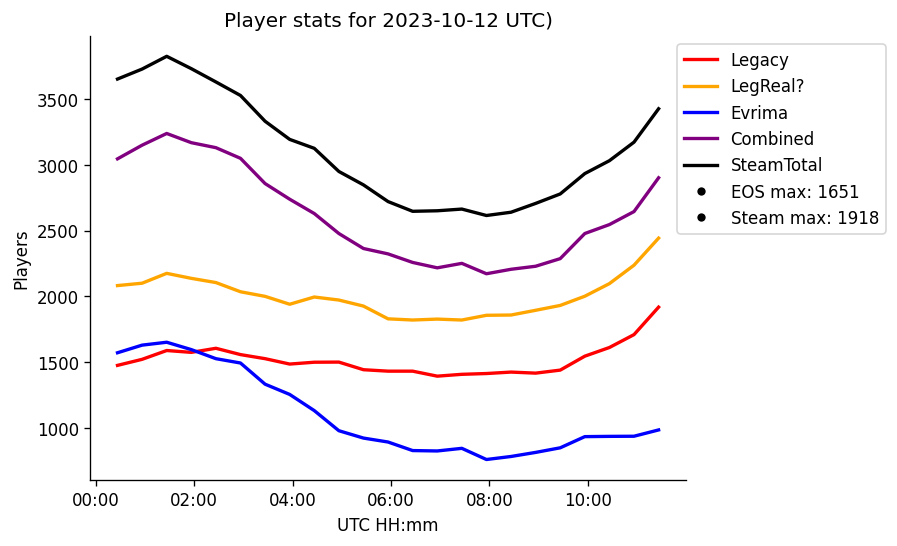 Player stats for 2023-10-12 UTC)
Legacy
LegReal?
Evrima
Combined
SteamTotal
EOS max: 1651
Steam max: 1918
Players
3500
3000
2500
2000
1500
1000
00:00 02:00 04:00 06:00 08:00 10:00
UTC HH:mm